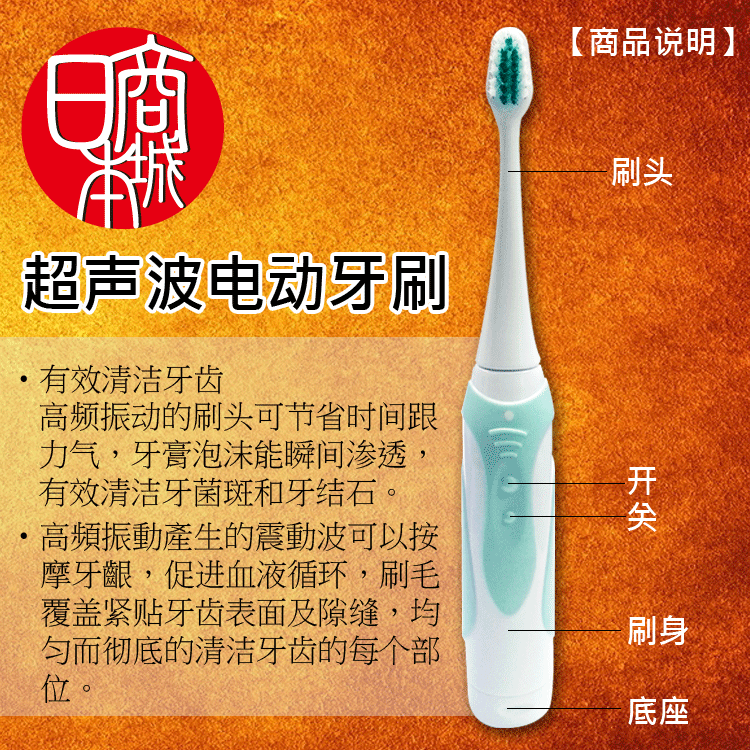 日本商城
【商品说明】
刷头
超声波电动牙刷
・有效清洁牙齿
高频振动的刷头可节省时间跟
力气，牙膏泡沫能瞬间渗透，
有效清洁牙菌斑和牙结石。
・高頻振動產生的震動波可以按
摩牙齦，促进血液循环，刷毛
覆盖紧贴牙齿表面及隙缝，均
匀而彻底的清洁牙齿的每个部
位。
开
关
刷身
底座